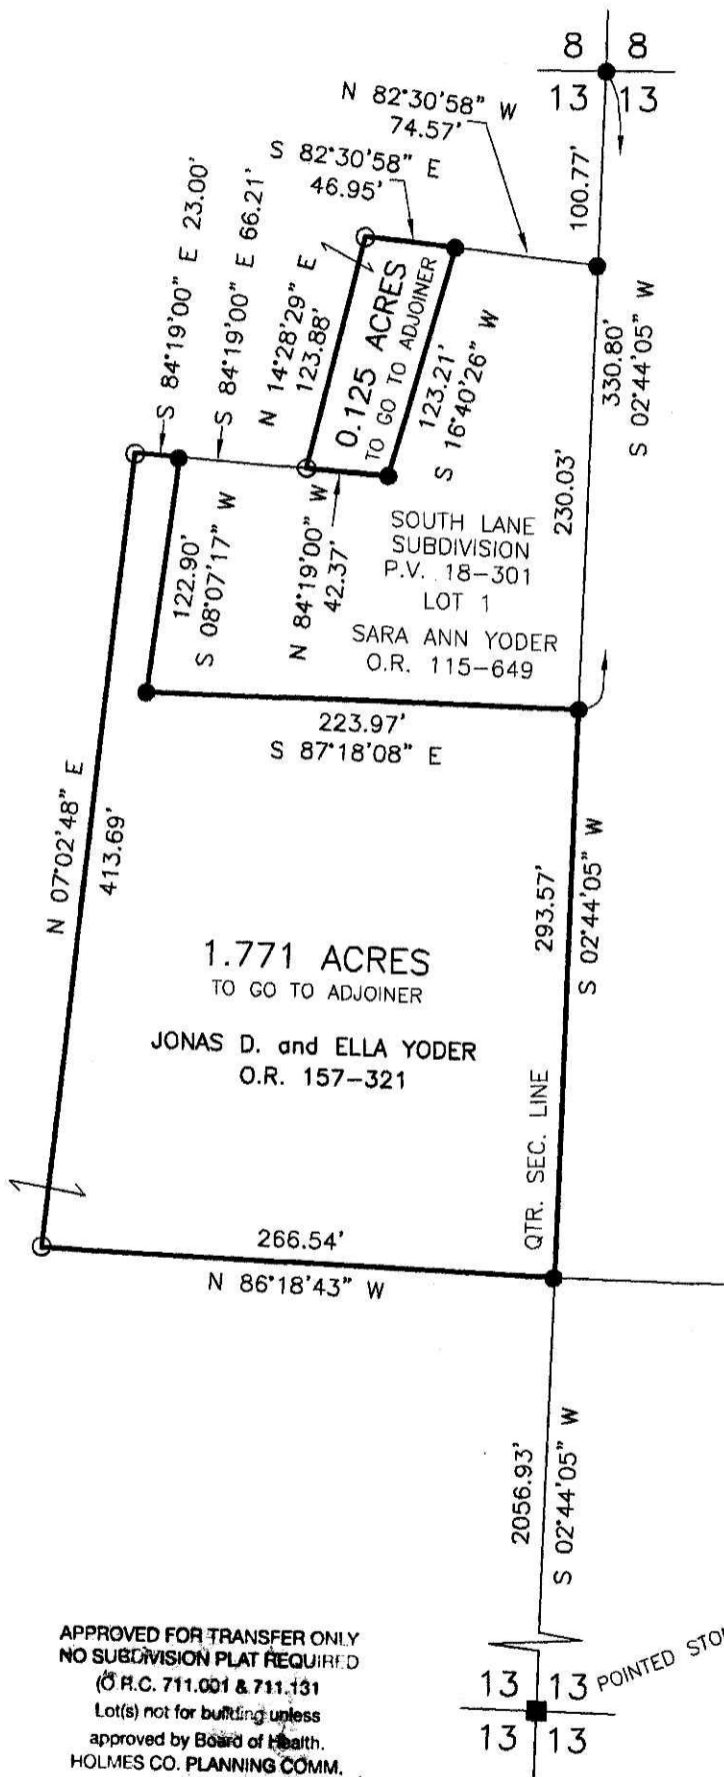 8 8
13 13
N 82°30'58" W
74.57'
S 82°30'58" E
46.95'
100.77'
S 84°19'00" E 23.00'
S 84°19'00" E 66.21'
N 14°28'29" E
123.88'
0.125 ACRES
TO GO TO ADJOINER
123.21'
S 16°40'26" W
330.80'
S 02°44'05" W
230.03'
122.90'
S 08°07'17" W
N 84°19'00" W
42.37'
SOUTH LANE
SUBDIVISION
P.V. 18-301
LOT 1
SARA ANN YODER
O.R. 115-649
223.97'
S 87°18'08" E
N 07°02'48" E
413.69'
293.57'
S 02°44'05" W
1.771 ACRES
TO GO TO ADJOINER
JONAS D. and ELLA YODER
O.R. 157-321
QTR. SEC. LINE
266.54'
N 86°18'43" W
2056.93'
S 02°44'05" W
APPROVED FOR TRANSFER ONLY
NO SUBDIVISION PLAT REQUIRED
(O.R.C. 711.001 & 711.131
Lot(s) not for building unless
approved by Board of Health.
HOLMES CO. PLANNING COMM.
13 13
POINTED
13 13